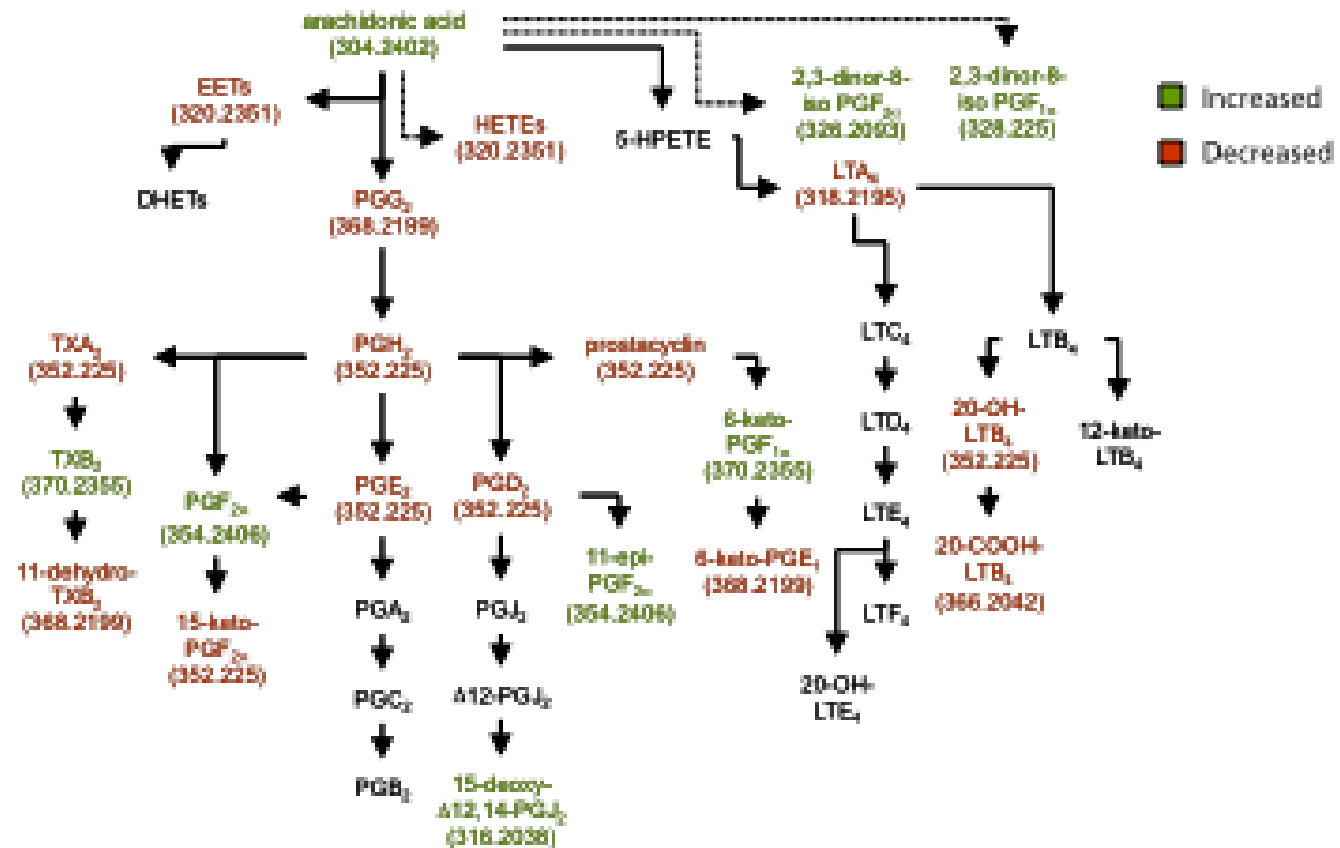 arachidonic acid
(304.2402)
EETs
(320.2351)
HETEs
(320.2351)
DHETs
5-HPETE
2,3-dinor-8-
iso PGF2α
(326.2093)
2,3-dinor-8-
iso PGF1α
(328.225)
Increased
Decreased
PGG2
(368.2199)
LTA4
(318.2195)
TXA2
(352.225)
PGH2
(352.225)
prostacyclin
(352.225)
LTC4
LTB4
TXB2
(370.2355)
PGF2α
(354.2406)
PGE2
(352.225)
PGD2
(352.225)
6-keto-
PGF1α
(370.2355)
LTD4
20-OH-
LTB4
(352.225)
12-keto-
LTB4
11-dehydro-
TXB2
(368.2199)
15-keto-
PGF2α
(352.225)
PGA2
PGJ2
11-epi-
PGF2α
(354.2406)
6-keto-PGE1
(368.2199)
LTE4
LTF4
20-COOH-
LTB4
(366.2042)
PGC2
Δ12-PGJ2
20-OH-
LTE4
PGB2
15-deoxy-
Δ12,14-PGJ2
(316.2038)